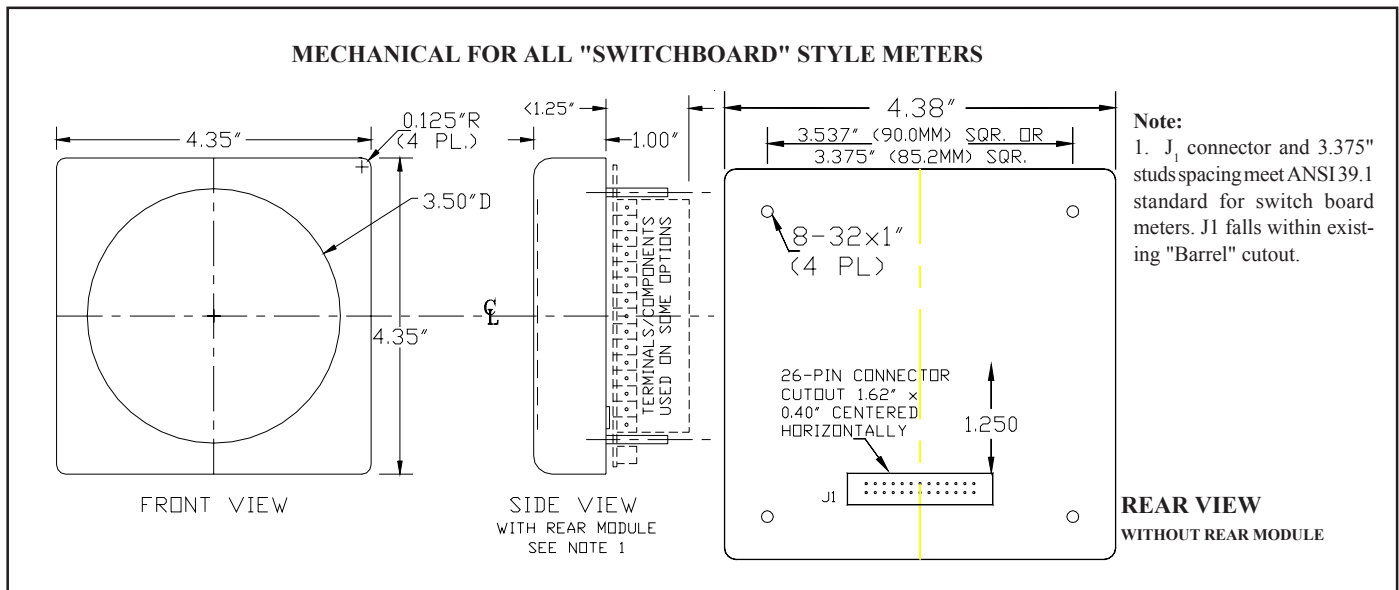 MECHANICAL FOR ALL "SWITCHBOARD" STYLE METERS
4.35"
0.125"R
(4 PL.)
3.50"D
4.35"
FRONT VIEW
<1.25"
1.00"
℄
TERMINALS/COMPONENTS
USED ON SOME OPTIONS
SIDE VIEW
WITH REAR MODULE
SEE NOTE 1
4.38"
3.537" (90.0MM) SQR. OR
3.375" (85.2MM) SQR.
8-32x1"
(4 PL)
26-PIN CONNECTOR
CUTOUT 1.62" x
0.40" CENTERED
HORIZONTALLY
1.250
J1
REAR VIEW
WITHOUT REAR MODULE
Note:
1. J1 connector and 3.375"
studs spacing meet ANSI 39.1
standard for switch board
meters. J1 falls within exist-
ing "Barrel" cutout.